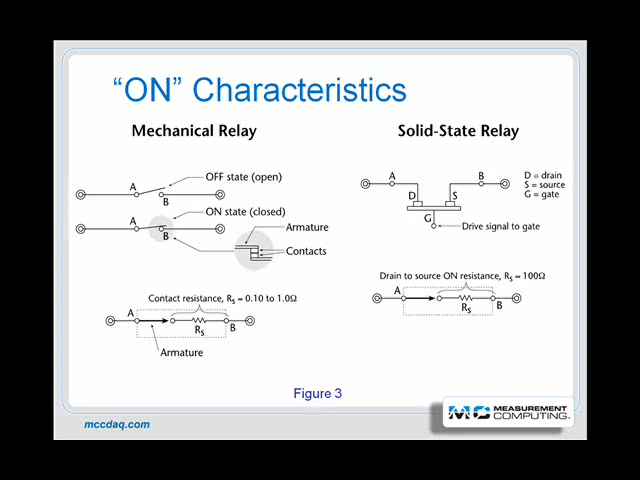 “ON” Characteristics
Mechanical Relay
OFF state (open)
A
B
ON state (closed)
A
B
Armature
Contacts
Contact resistance, RS ≈ 0.10 to 1.0Ω
A
RS
B
Armature
Solid-State Relay
A
B
D = drain
S = source
G = gate
D
S
G
Drive signal to gate
Drain to source ON resistance, RS ≈ 100Ω
A
RS
B
Figure 3
mccdaq.com
MC MEASUREMENT
COMPUTING